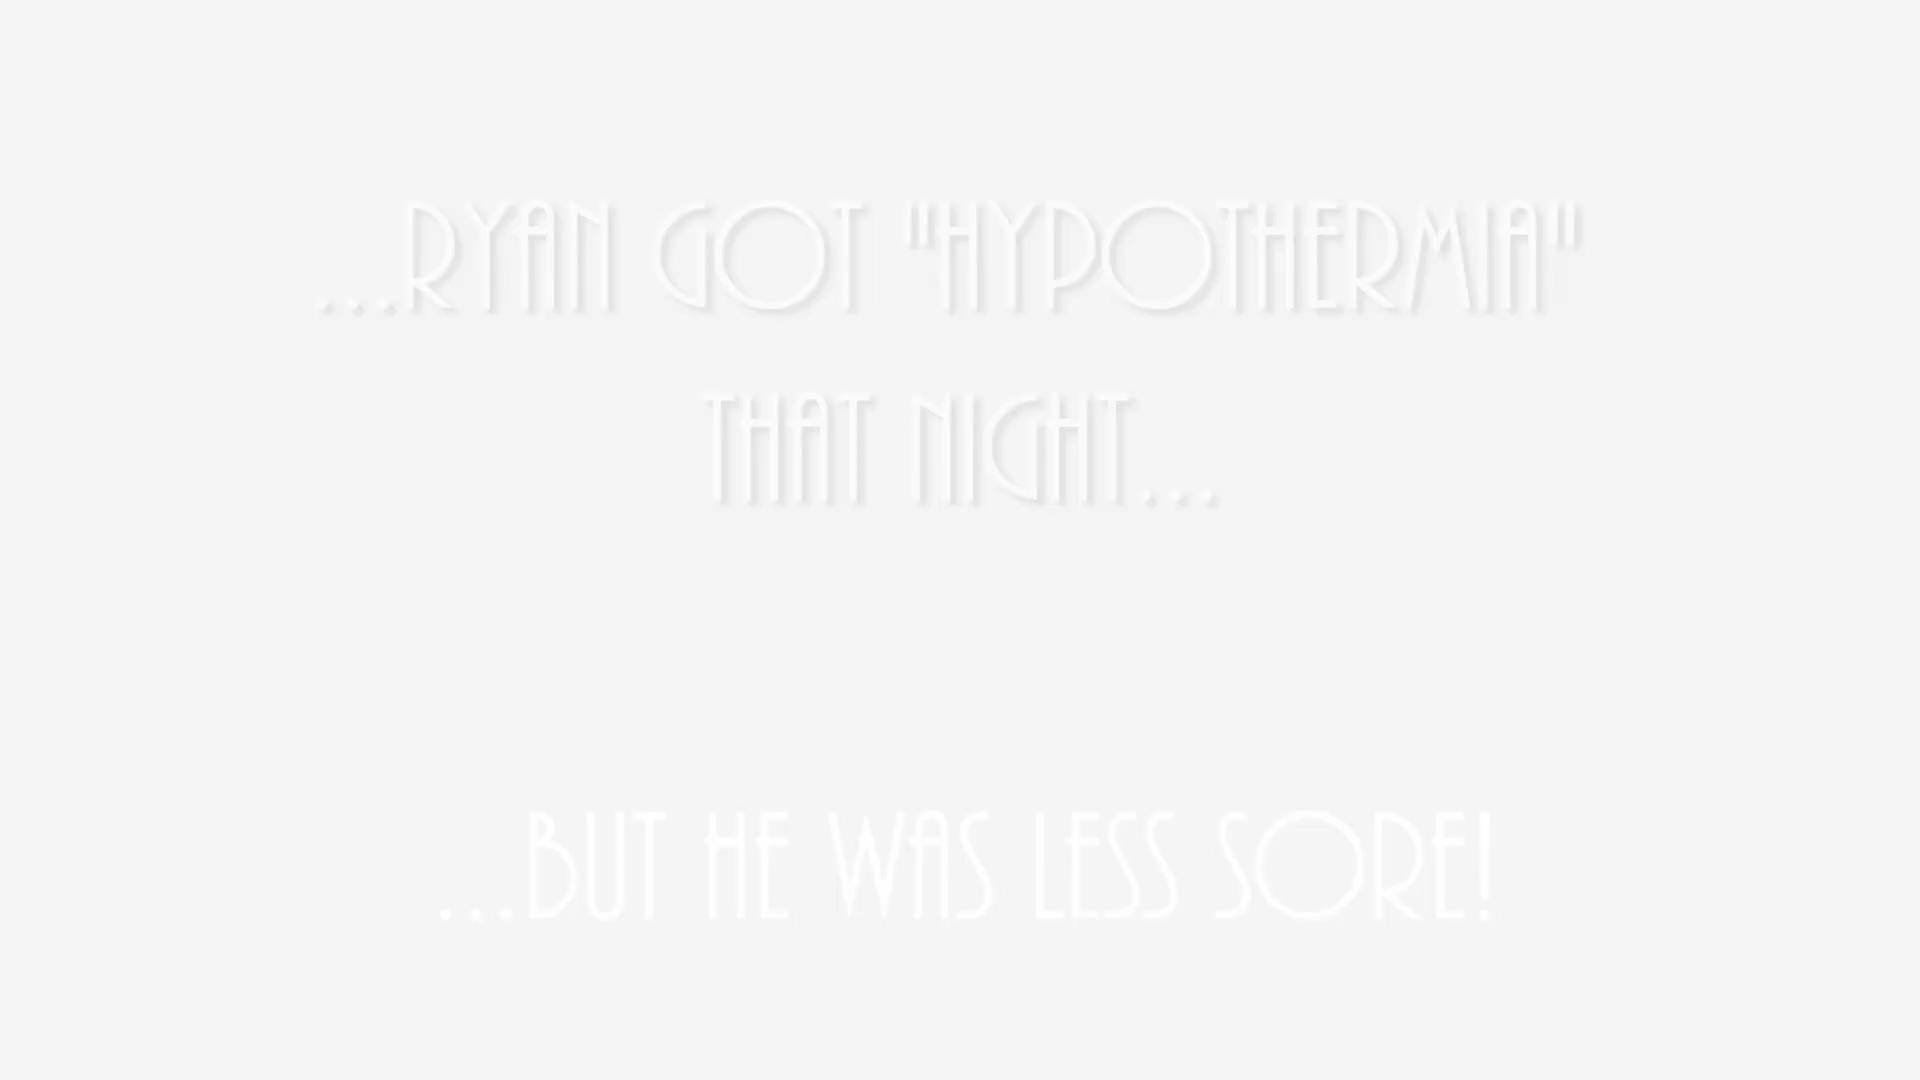 ...RYAN GOT "HYPOTHERMIA"
THAT NIGHT...
...BUT HE WAS LESS SORE!